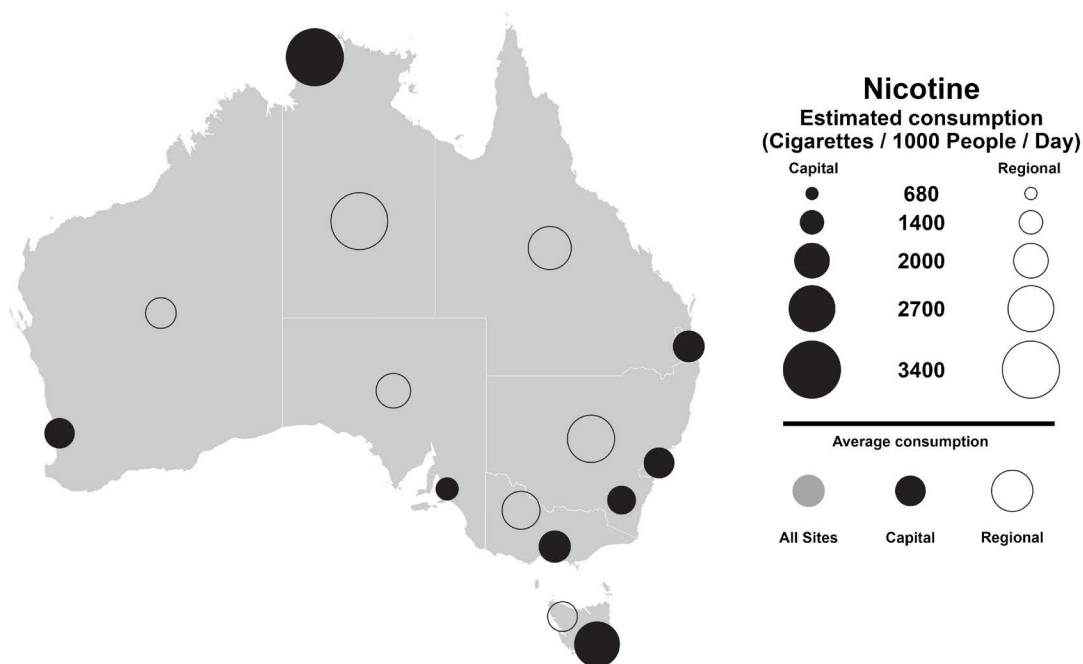 Nicotine
Estimated consumption
(Cigarettes / 1000 People / Day)
Capital Regional
680
1400
2000
2700
3400
Average consumption
All Sites Capital Regional